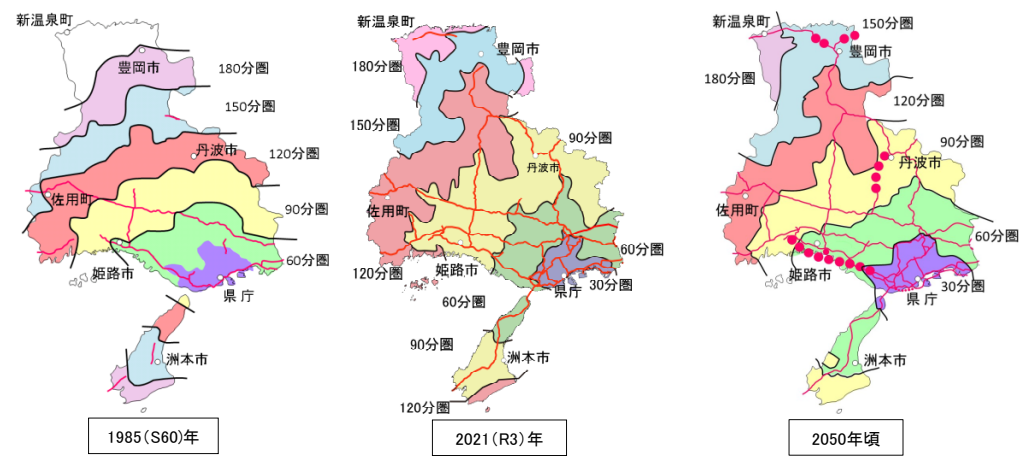 新温泉町
豊岡市
180分圏
150分圏
丹波市
120分圏
佐用町
90分圏
姫路市
60分圏
県庁
洲本市
1985(S60)年
新温泉町
豊岡市
180分圏
150分圏
90分圏
丹波市
佐用町
120分圏
姫路市
60分圏
30分圏
県庁
60分圏
90分圏
洲本市
120分圏
2021(R3)年
新温泉町
150分圏
豊岡市
180分圏
120分圏
90分圏
丹波市
佐用町
60分圏
姫路市
30分圏
県庁
洲本市
2050年頃